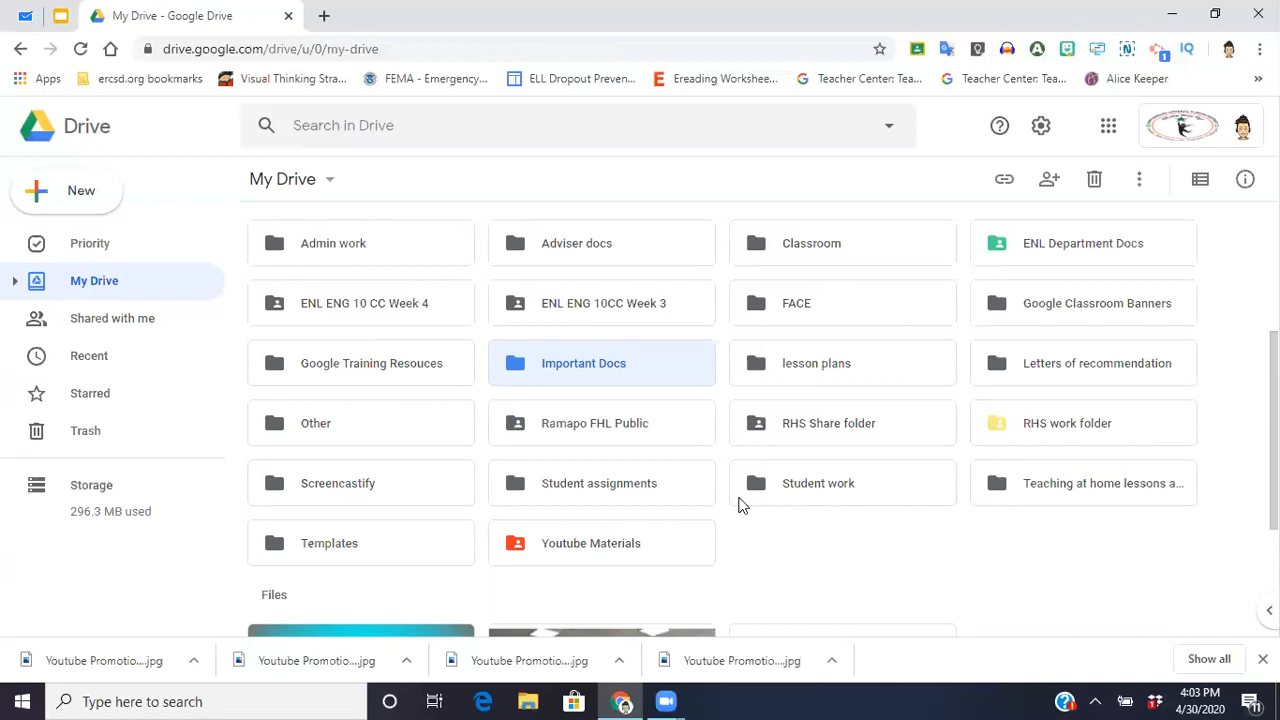 My Drive - Google Drive
drive.google.com/drive/u/0/my-drive
Apps
ercsd.org bookmarks
Visual Thinking Stra...
FEMA - Emergency...
ELL Dropout Preven...
Ereading Workshee...
Teacher Center: Tea...
Teacher Center: Tea...
Alice Keeper
Drive
Search in Drive
New
My Drive
Priority
My Drive
Shared with me
Recent
Starred
Trash
Storage
296.3 MB used
Admin work
Adviser docs
Classroom
ENL Department Docs
ENL ENG 10 CC Week 4
ENL ENG 10CC Week 3
FACE
Google Classroom Banners
Google Training Resouces
Important Docs
lesson plans
Letters of recommendation
Other
Ramapo FHL Public
RHS Share folder
RHS work folder
Screencastify
Student assignments
Student work
Teaching at home lessons a...
Templates
Youtube Materials
Files
Youtube Promotio....jpg
Youtube Promotio....jpg
Youtube Promotio....jpg
Youtube Promotio....jpg
Show all
Type here to search
4:03 PM
4/30/2020